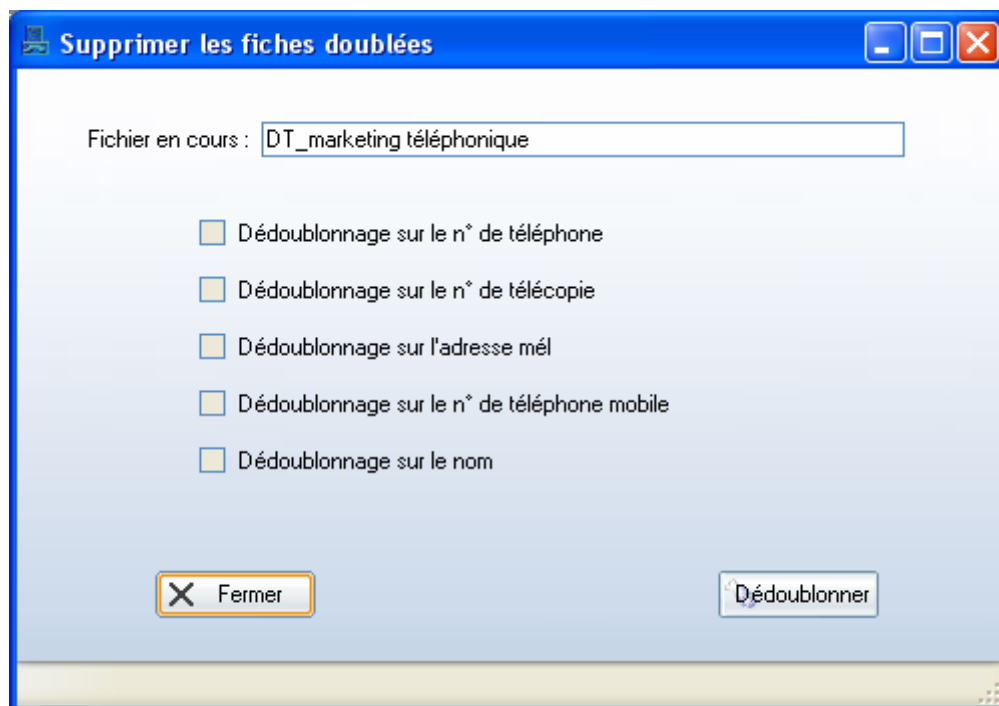 Supprimer les fiches doublées
Fichier en cours : DT_marketing téléphonique
Dédoublonnage sur le n° de téléphone
Dédoublonnage sur le n° de télécopie
Dédoublonnage sur l'adresse mél
Dédoublonnage sur le n° de téléphone mobile
Dédoublonnage sur le nom
Fermer Dédoublonner